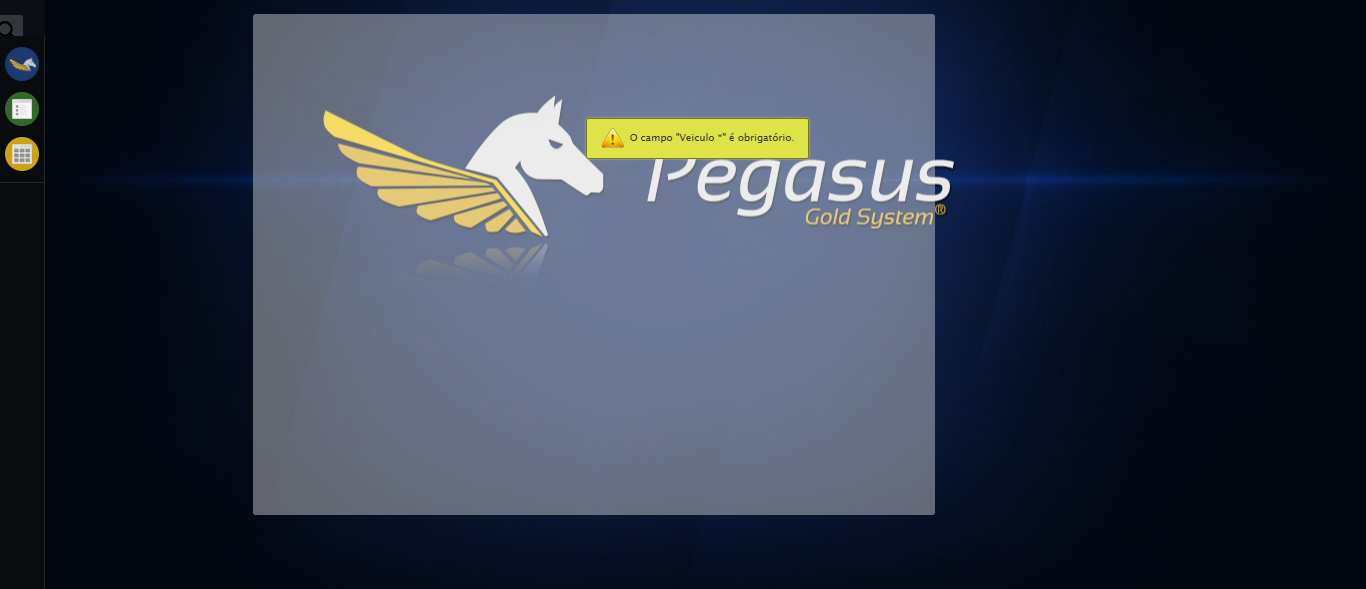 O campo "Veiculo *" é obrigatório.
Pegasus
Gold System®